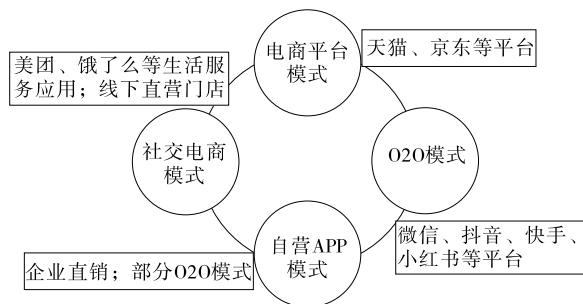 电商平台
模式
天猫、京东等平台
美团、饿了么等生活服
务应用；线下直营门店
社交电商
模式
O2O模式
微信、抖音、快手、
小红书等平台
自营APP
模式
企业直销；部分O2O模式